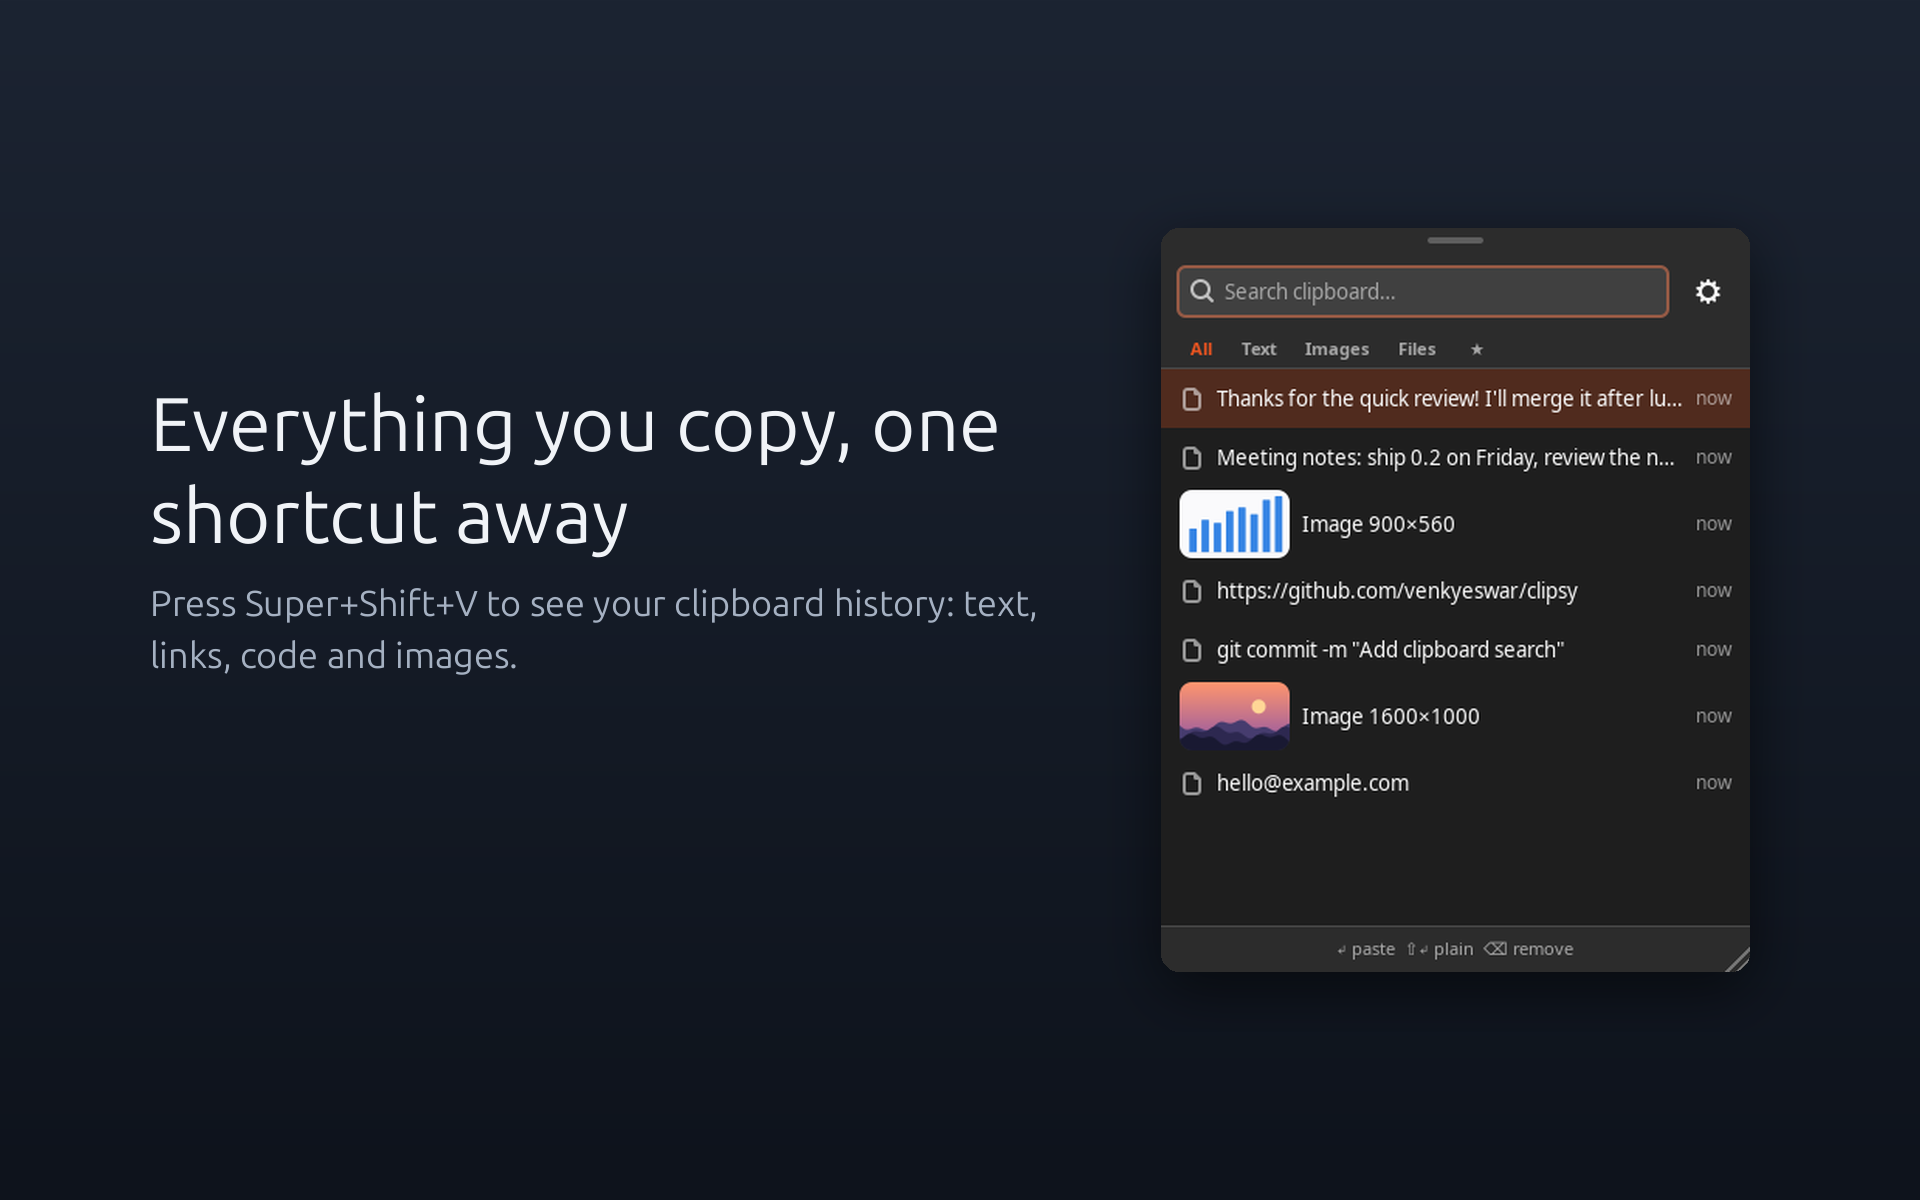 Everything you copy, one
shortcut away
Press Super+Shift+V to see your clipboard history: text,
links, code and images.
Search clipboard...
All Text Images Files ★
Thanks for the quick review! I'll merge it after lu... now
Meeting notes: ship 0.2 on Friday, review the n... now
Image 900×560 now
https://github.com/venkyeswar/clipsy now
git commit -m "Add clipboard search" now
Image 1600×1000 now
hello@example.com now
↲ paste ⇧↲ plain ⌫ remove